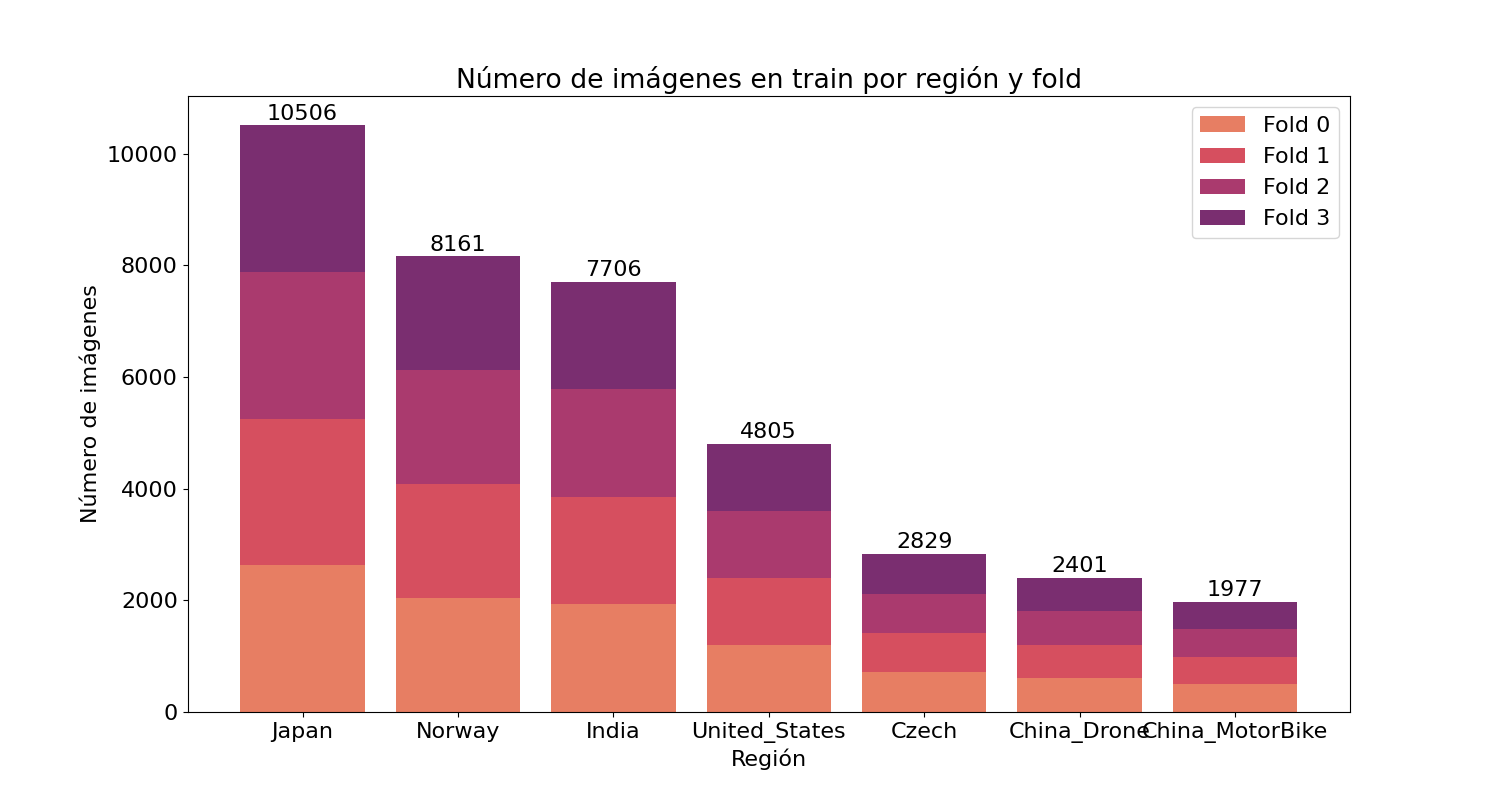 Número de imágenes en train por región y fold
10506
8161
7706
4805
2829
2401
1977
Fold 0
Fold 1
Fold 2
Fold 3
Número de imágenes
10000
8000
6000
4000
2000
0
Japan
Norway
India
United_States
Czech
China_Drone
China_MotorBike
Región